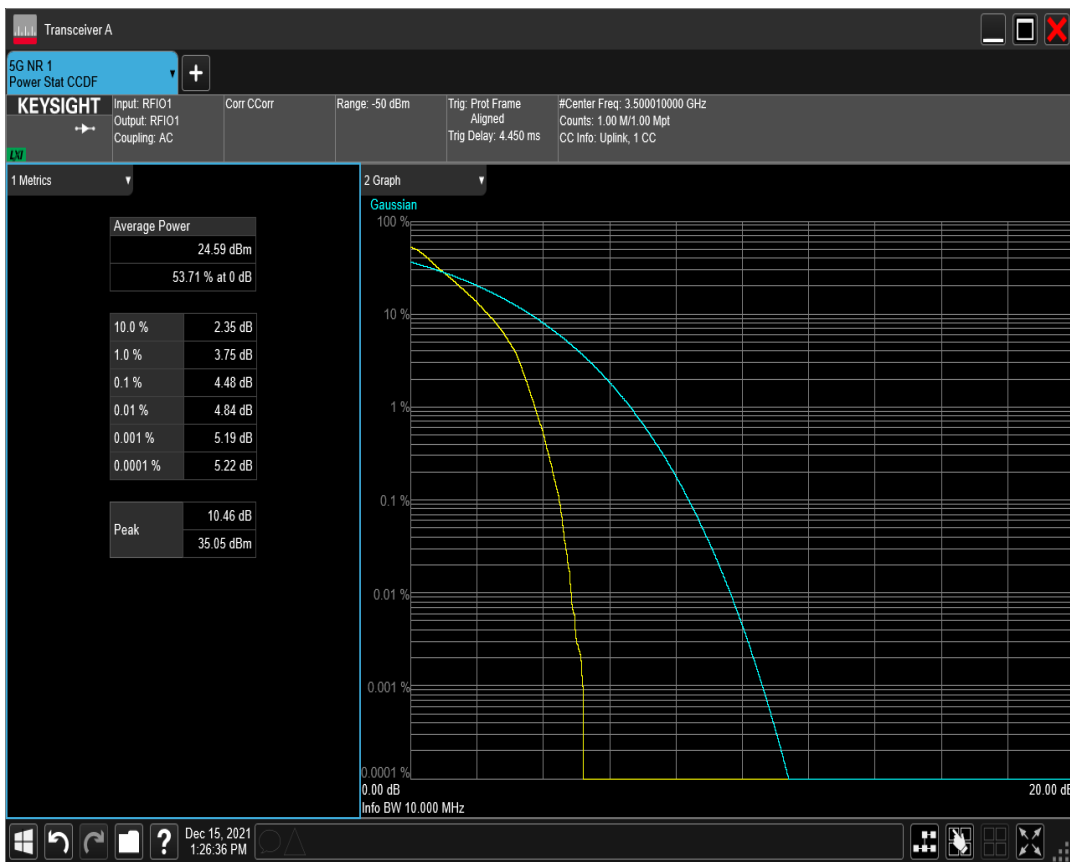 Transceiver A
5G NR 1
Power Stat CCDF
+
KEYSIGHT
LXI
Input: RFIO1
Output: RFIO1
Coupling: AC
Corr CCorr
Range: -50 dBm
Trig: Prot Frame
Aligned
Trig Delay: 4.450 ms
#Center Freq: 3.500010000 GHz
Counts: 1.00 M/1.00 Mpt
CC Info: Uplink, 1 CC
1 Metrics
Average Power
24.59 dBm
53.71 % at 0 dB
10.0 % 2.35 dB
1.0 % 3.75 dB
0.1 % 4.48 dB
0.01 % 4.84 dB
0.001 % 5.19 dB
0.0001 % 5.22 dB
Peak
10.46 dB
35.05 dBm
2 Graph
Gaussian
100 %
10 %
1 %
0.1 %
0.01 %
0.001 %
0.0001 %
0.00 dB 20.00 dB
Info BW 10.000 MHz
?
Dec 15, 2021
1:26:36 PM